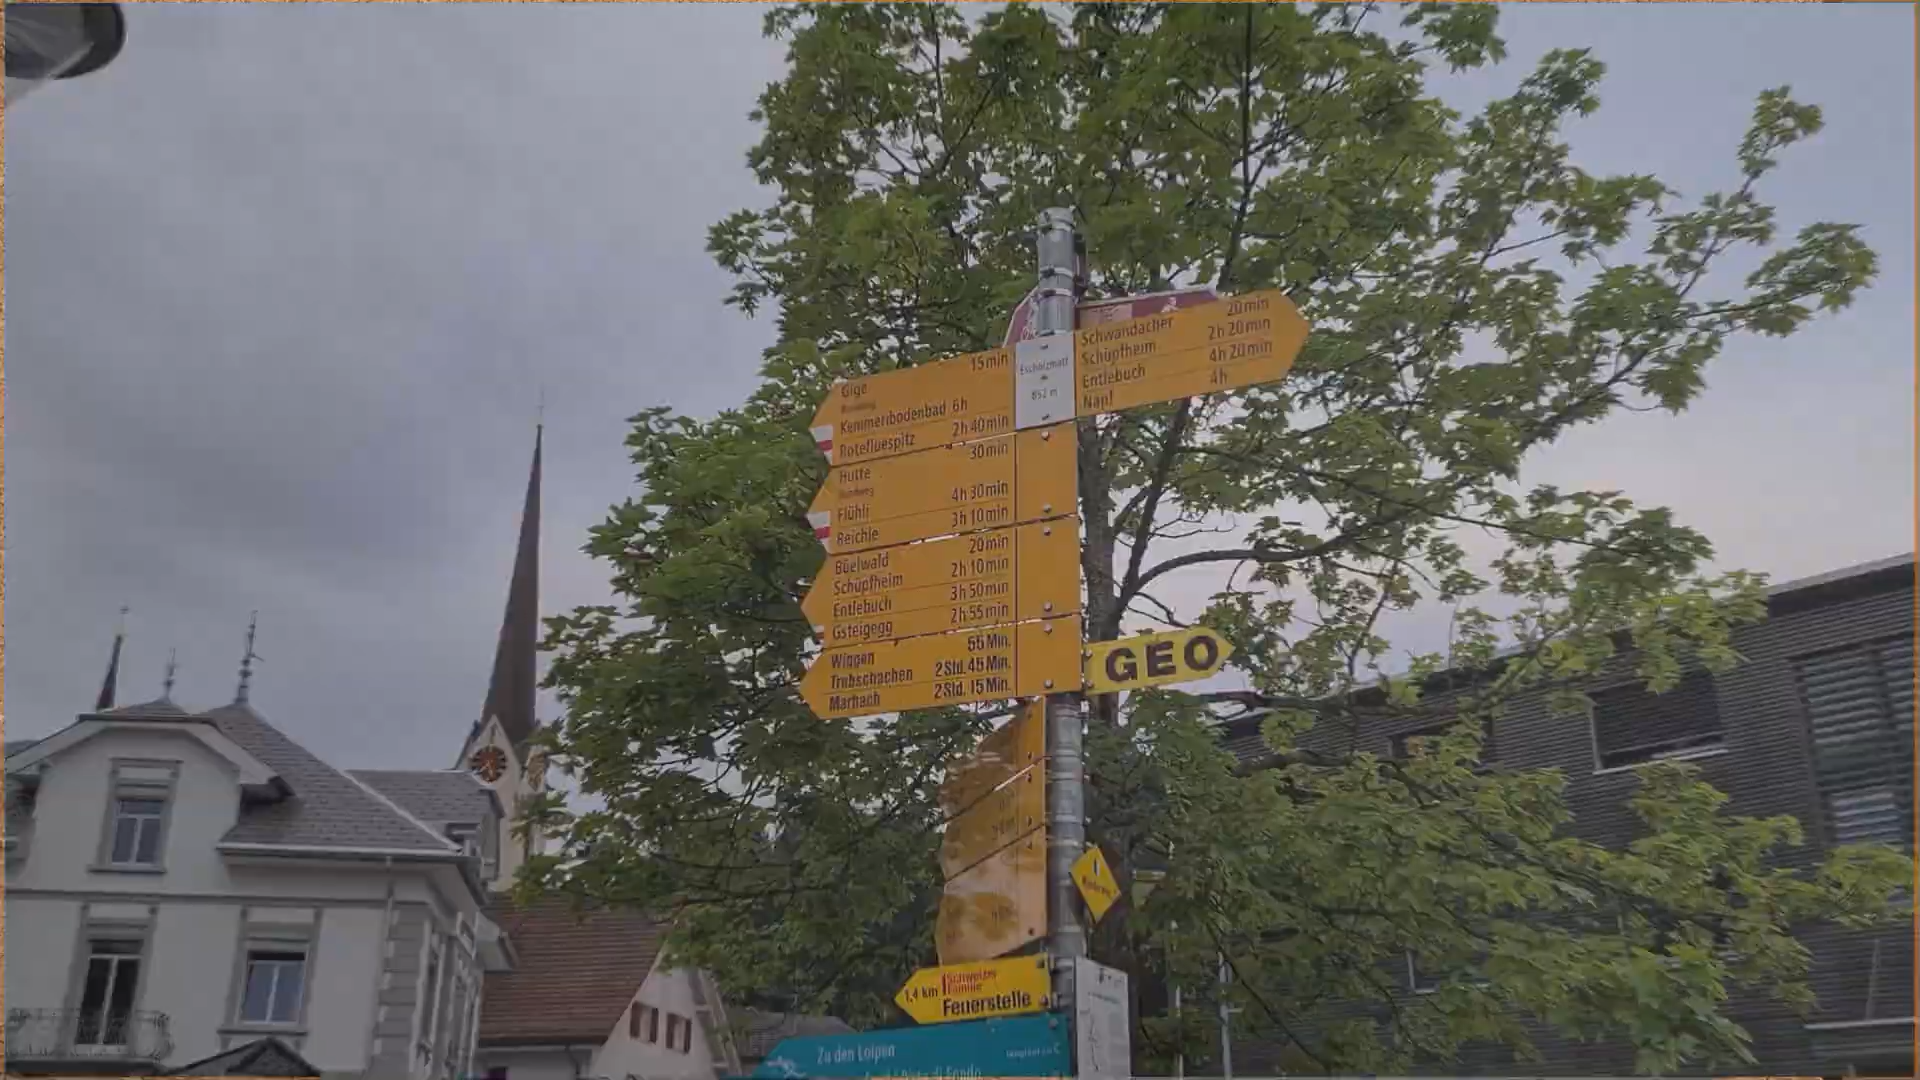 Gige 15min
Kemmeribodenbad 6h
Rotefluespitz 2h 40min
Hütte 30min
Flühli 4h 30min
Beichle 3h 10min
Büelwald 20min
Schüpfheim 2h 10min
Entlebuch 3h 50min
Gsteigegg 2h 55min
Wiggen 55 Min.
Trubschachen 2 Std. 45 Min.
Marbach 2 Std. 15 Min.
Escholzmatt
852 m
Schwandacher 20min
Schüpfheim 2h 20min
Entlebuch 4h 20min
Napf 4h
GEO
1,4 km
Schweizer
Familie
Feuerstelle
Zu den Loipen